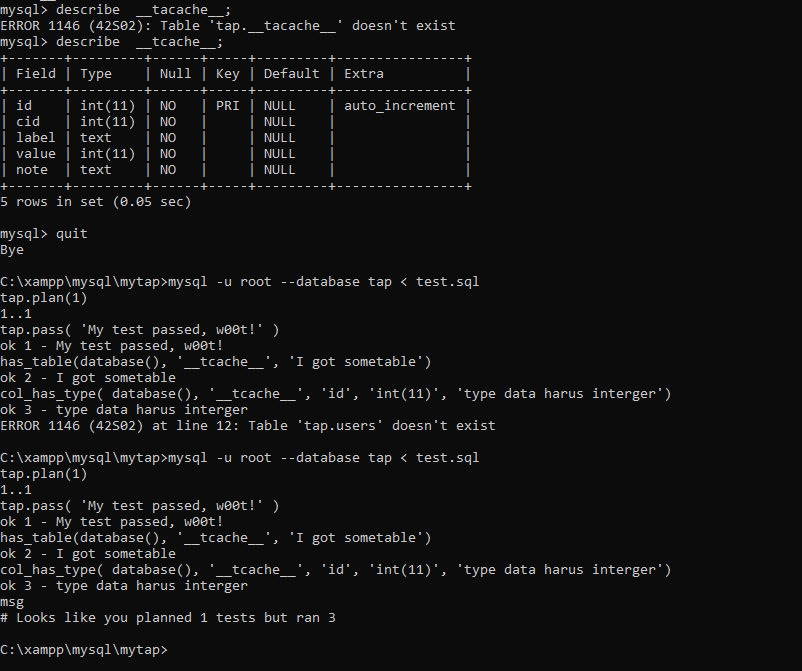 mysql> describe  __tacache__;
ERROR 1146 (42S02): Table 'tap.__tacache__' doesn't exist
mysql> describe  __tcache__;
+-------+---------+------+-----+---------+----------------+
| Field | Type    | Null | Key | Default | Extra          |
+-------+---------+------+-----+---------+----------------+
| id    | int(11) | NO   | PRI | NULL    | auto_increment |
| cid   | int(11) | NO   |     | NULL    |                |
| label | text    | NO   |     | NULL    |                |
| value | int(11) | NO   |     | NULL    |                |
| note  | text    | NO   |     | NULL    |                |
+-------+---------+------+-----+---------+----------------+
5 rows in set (0.05 sec)

mysql> quit
Bye

C:\xampp\mysql\mytap>mysql -u root --database tap < test.sql
tap.plan(1)
1..1
tap.pass( 'My test passed, w00t!' )
ok 1 - My test passed, w00t!
has_table(database(), '__tcache__', 'I got sometable')
ok 2 - I got sometable
col_has_type( database(), '__tcache__', 'id', 'int(11)', 'type data harus interger')
ok 3 - type data harus interger
ERROR 1146 (42S02) at line 12: Table 'tap.users' doesn't exist

C:\xampp\mysql\mytap>mysql -u root --database tap < test.sql
tap.plan(1)
1..1
tap.pass( 'My test passed, w00t!' )
ok 1 - My test passed, w00t!
has_table(database(), '__tcache__', 'I got sometable')
ok 2 - I got sometable
col_has_type( database(), '__tcache__', 'id', 'int(11)', 'type data harus interger')
ok 3 - type data harus interger
msg
# Looks like you planned 1 tests but ran 3

C:\xampp\mysql\mytap>